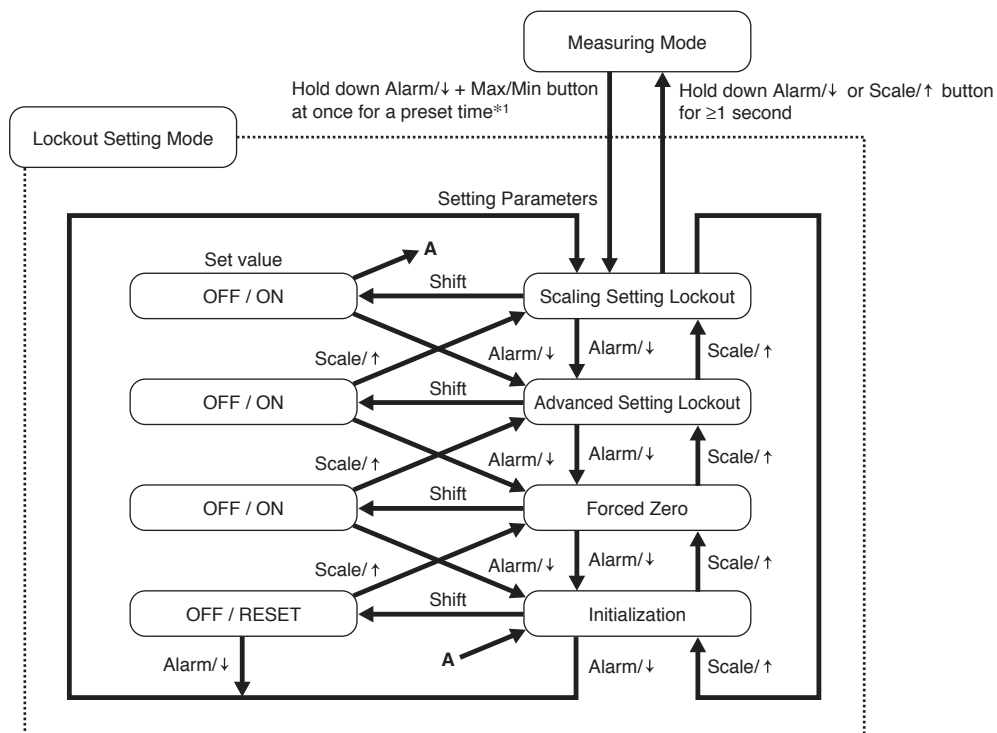 Measuring Mode
Hold down Alarm/↓ + Max/Min button
at once for a preset time*1
Hold down Alarm/↓ or Scale/↑ button
for ≥1 second
Lockout Setting Mode
Setting Parameters
A
Set value
OFF / ON
Shift
Scaling Setting Lockout
Scale/↑
Alarm/↓
Alarm/↓
Scale/↑
OFF / ON
Shift
Advanced Setting Lockout
Scale/↑
Alarm/↓
Alarm/↓
Scale/↑
OFF / ON
Shift
Forced Zero
Scale/↑
Alarm/↓
Alarm/↓
Scale/↑
OFF / RESET
Shift
Initialization
Alarm/↓
A
Alarm/↓
Scale/↑